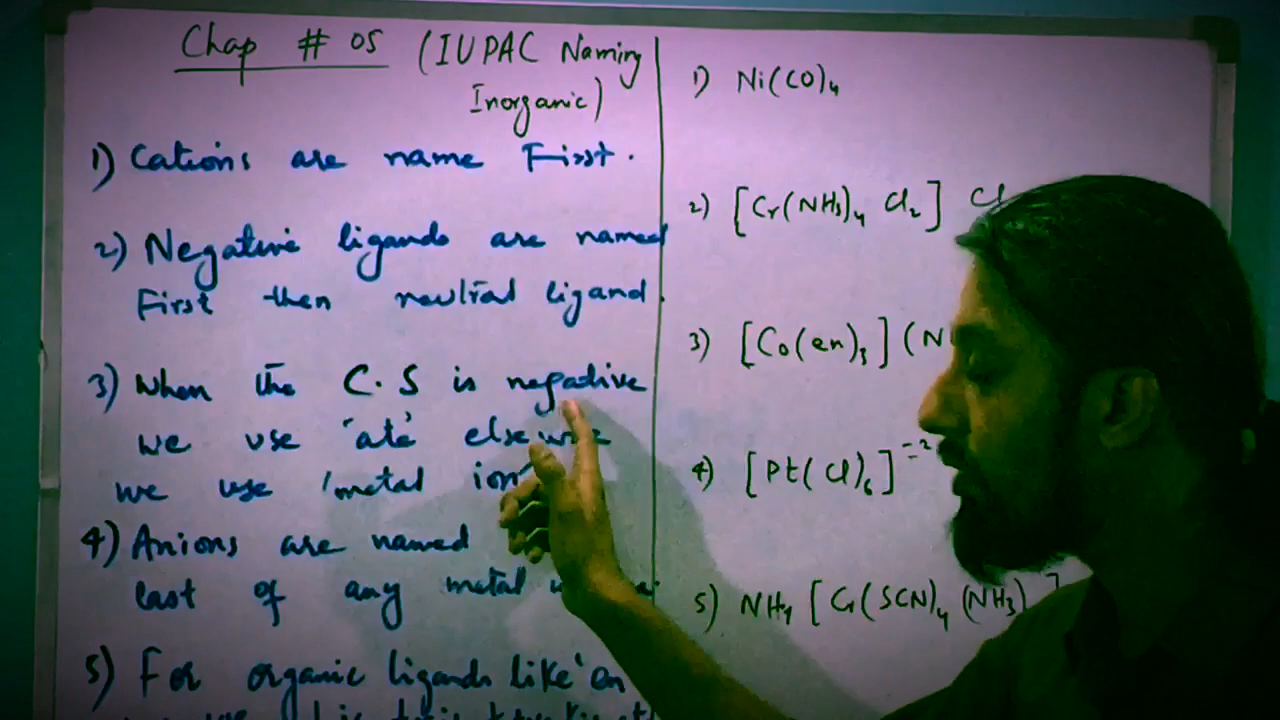 Chap # 05 (IUPAC Naming
Inorganic)
1) Cations are name First.
2) Negative ligands are named
First then neutral ligand.
3) When the C.S is negative
we use 'ate' else
we use 'metal ion
4) Anions are named
last of any metal
5) For organic ligands like 'en
1) Ni(CO)4
2) [Cr(NH3)4 Cl2] Cl
3) [Co(en)3] (N
4) [Pt(Cl)6]
5) NH4 [Cr(SCN)4 (NH3) ]